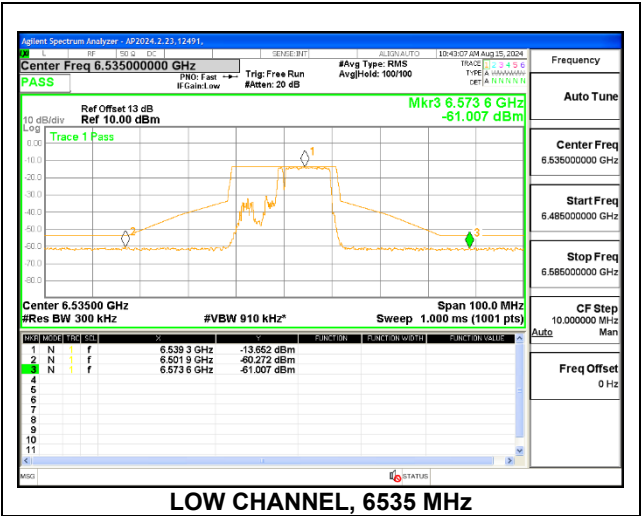 Agilent Spectrum Analyzer - AP2024.2.23,12491,
L RF 50 Ω DC SENSE:INT ALIGNAUTO 10:43:07 AM Aug 15, 2024
Center Freq 6.535000000 GHz #Avg Type: RMS TRACE 1 2 3 4 5 6
PASS PNO: Fast Trig: Free Run Avg|Hold: 100/100 TYPE A
IFGain:Low #Atten: 20 dB DET A N N N N N
Mkr3 6.573 6 GHz
Ref Offset 13 dB
10 dB/div Ref 10.00 dBm -61.007 dBm
Log
Trace 1 Pass
0.00
-10.0
-20.0
-30.0
-40.0
-50.0
-60.0
-70.0
-80.0
1
2
3
Center 6.53500 GHz Span 100.0 MHz
#Res BW 300 kHz #VBW 910 kHz* Sweep 1.000 ms (1001 pts)
MKR MODE TRC SCL X Y FUNCTION FUNCTION WIDTH FUNCTION VALUE
1 N 1 f 6.539 3 GHz -13.652 dBm
2 N 1 f 6.501 9 GHz -60.272 dBm
3 N 1 f 6.573 6 GHz -61.007 dBm
4
5
6
7
8
9
10
11
MSG STATUS
Frequency
Auto Tune
Center Freq
6.535000000 GHz
Start Freq
6.485000000 GHz
Stop Freq
6.585000000 GHz
CF Step
10.000000 MHz
Auto Man
Freq Offset
0 Hz
LOW CHANNEL, 6535 MHz